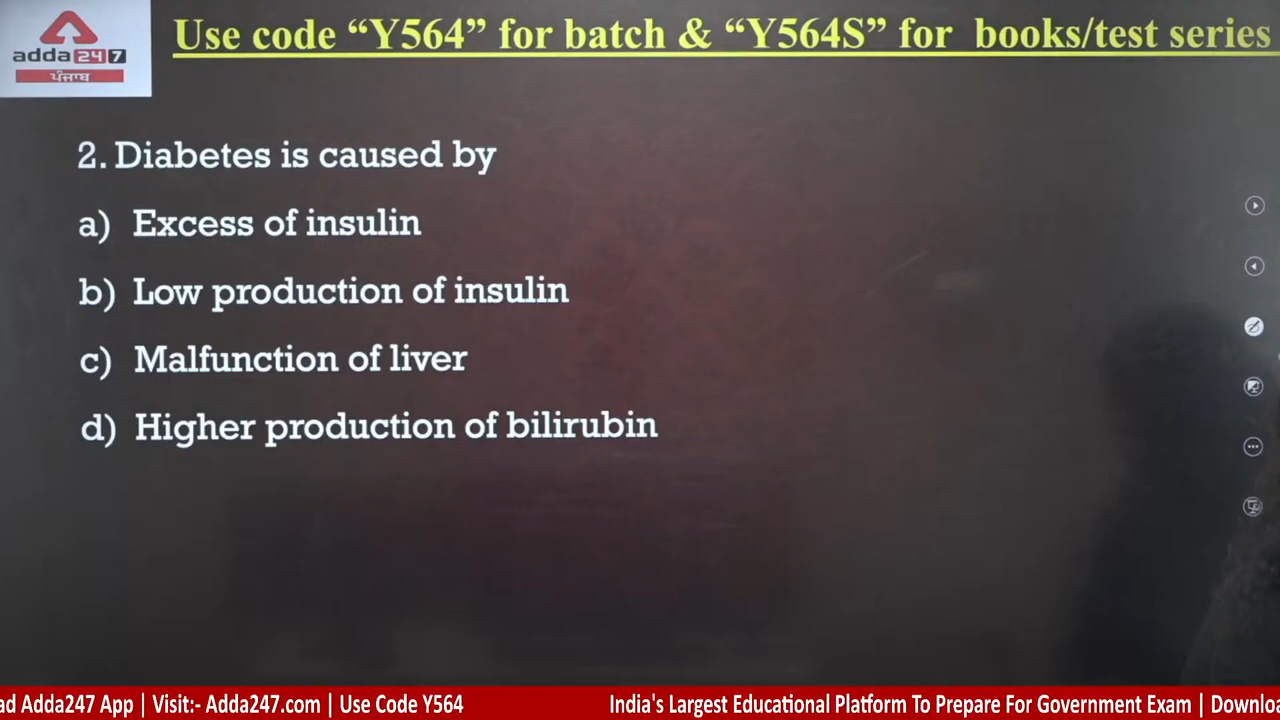 Use code “Y564” for batch & “Y564S” for books/test series
adda247
ਪੰਜਾਬ
2. Diabetes is caused by
a) Excess of insulin
b) Low production of insulin
c) Malfunction of liver
d) Higher production of bilirubin
ad Adda247 App | Visit:- Adda247.com | Use Code Y564 India's Largest Educational Platform To Prepare For Government Exam | Downloa